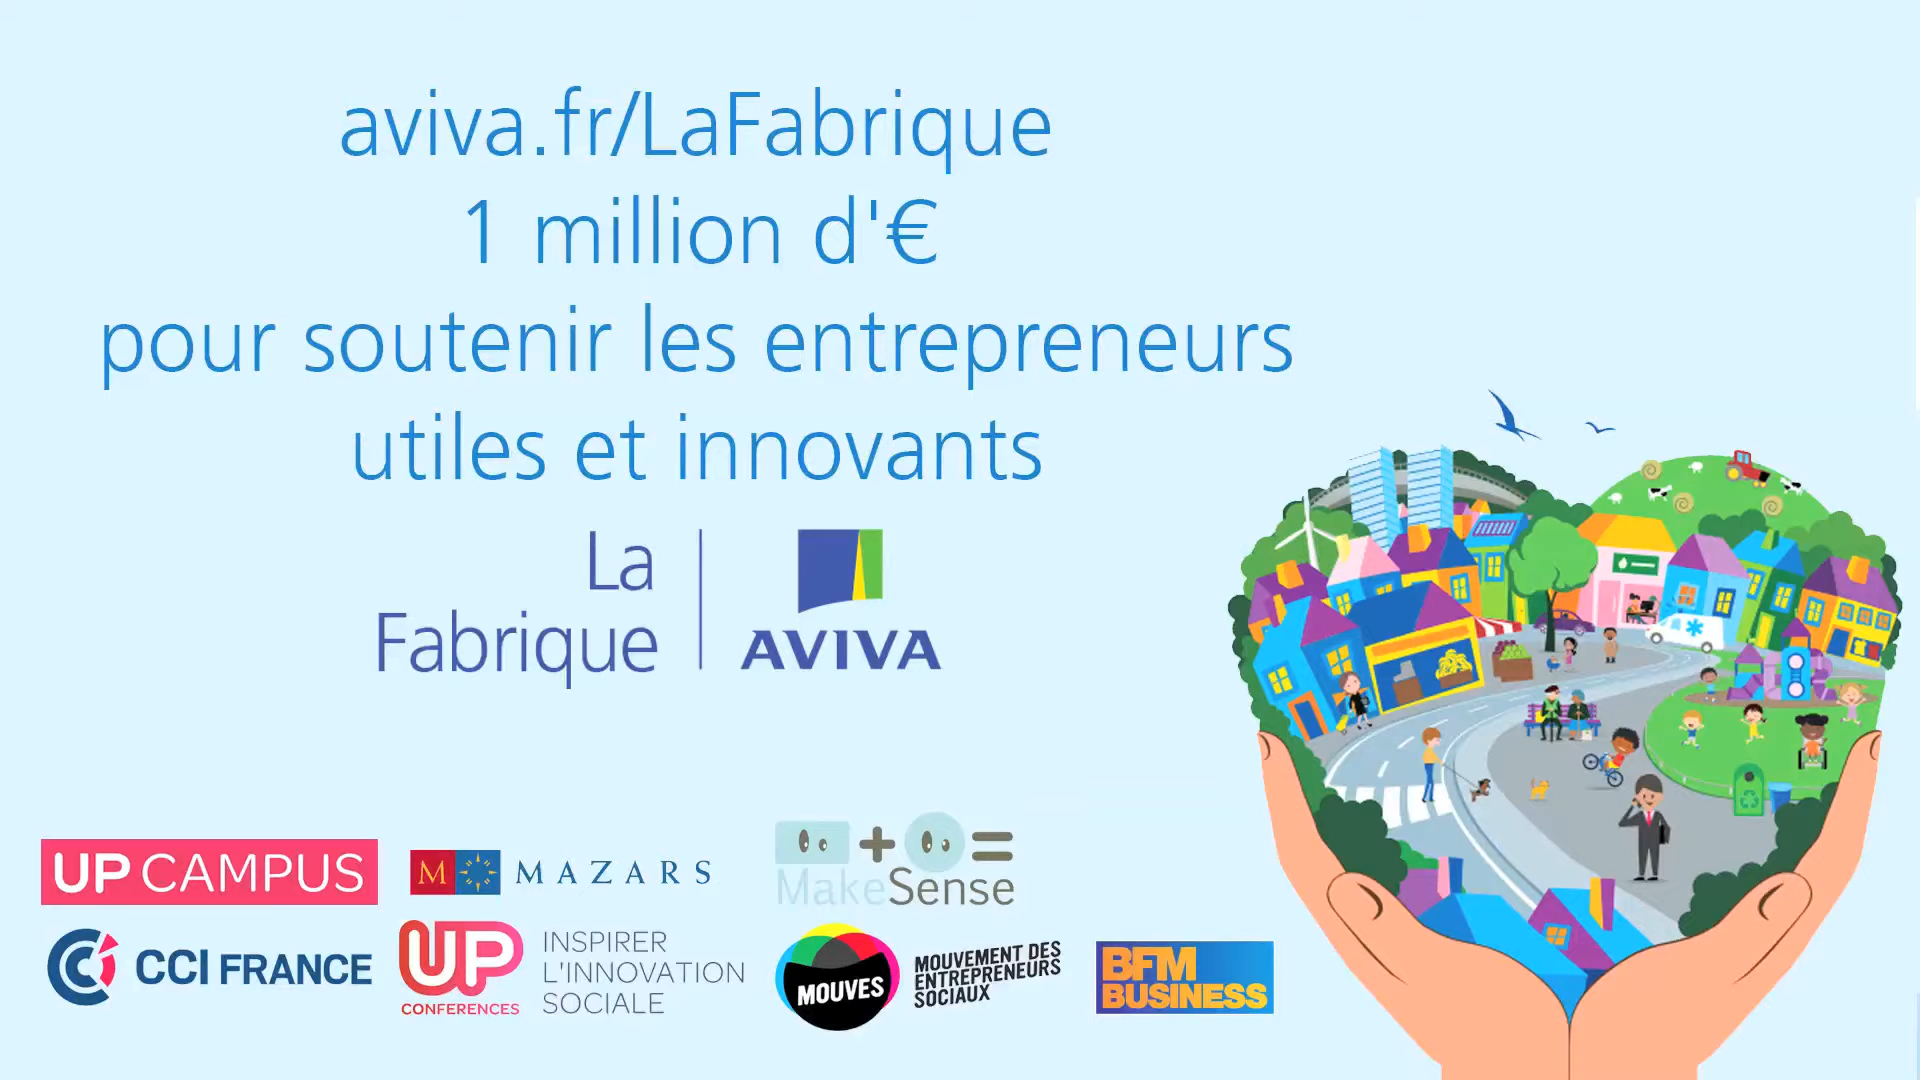 aviva.fr/LaFabrique
1 million d'€
pour soutenir les entrepreneurs
utiles et innovants
La
Fabrique
AVIVA
UP CAMPUS
M MAZARS
MakeSense
CCI FRANCE
UP
CONFERENCES
INSPIRER
L'INNOVATION
SOCIALE
MOUVES
MOUVEMENT DES
ENTREPRENEURS
SOCIAUX
BFM
BUSINESS